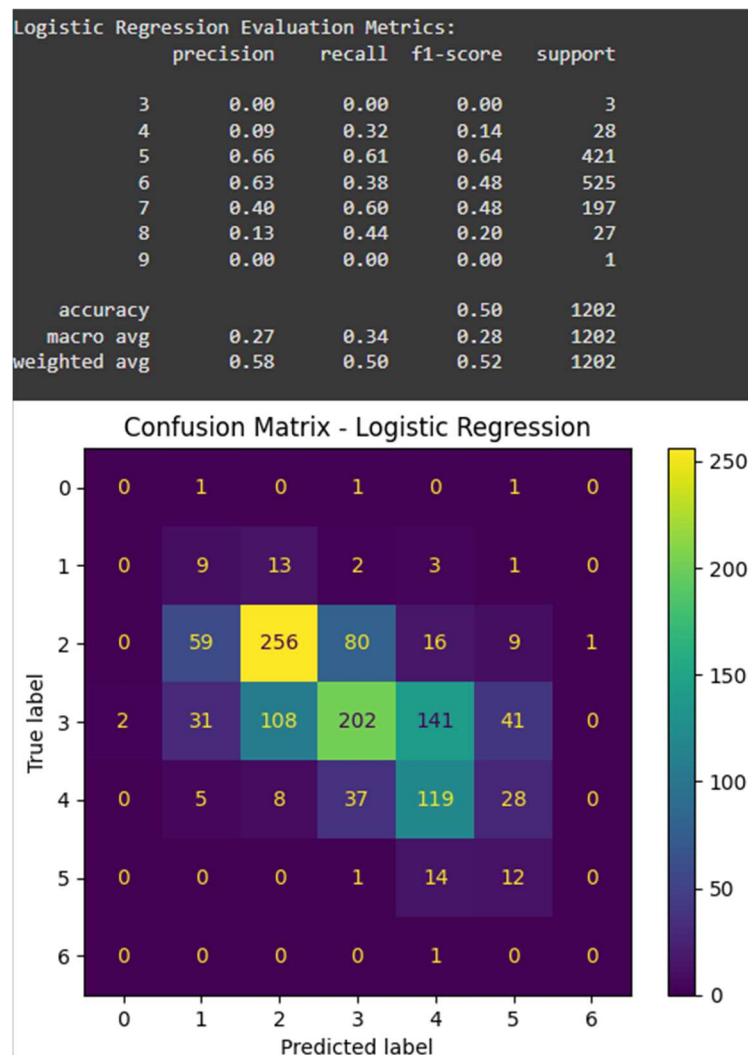 Logistic Regression Evaluation Metrics:
precision recall f1-score support
3 0.00 0.00 0.00 3
4 0.09 0.32 0.14 28
5 0.66 0.61 0.64 421
6 0.63 0.38 0.48 525
7 0.40 0.60 0.48 197
8 0.13 0.44 0.20 27
9 0.00 0.00 0.00 1
accuracy 0.50 1202
macro avg 0.27 0.34 0.28 1202
weighted avg 0.58 0.50 0.52 1202
Confusion Matrix - Logistic Regression
0 0 1 0 1 0 1 0
1 0 9 13 2 3 1 0
2 0 59 256 80 16 9 1
3 2 31 108 202 141 41 0
4 0 5 8 37 119 28 0
5 0 0 0 1 14 12 0
6 0 0 0 0 1 0 0
0 1 2 3 4 5 6
True label
Predicted label
250
200
150
100
50
0